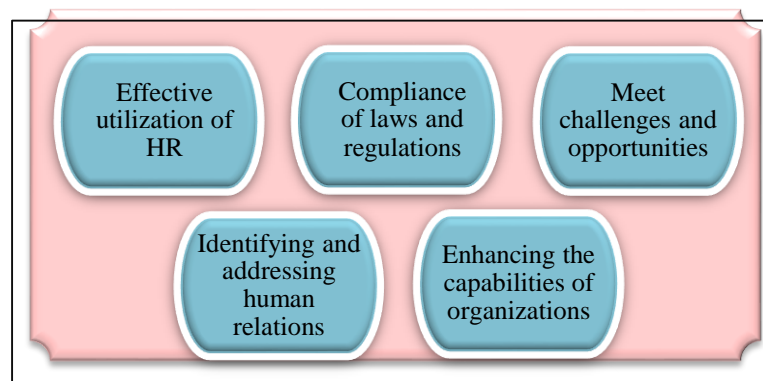 Effective
utilization of
HR
Compliance
of laws and
regulations
Meet
challenges and
opportunities
Identifying and
addressing
human
relations
Enhancing the
capabilities of
organizations